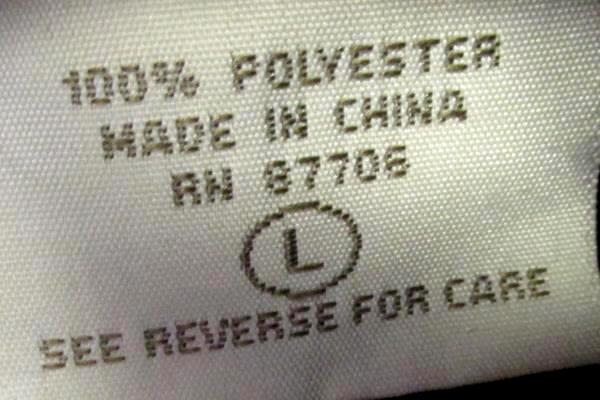 100% POLYESTER
MADE IN CHINA
RN 87706
L
SEE REVERSE FOR CARE